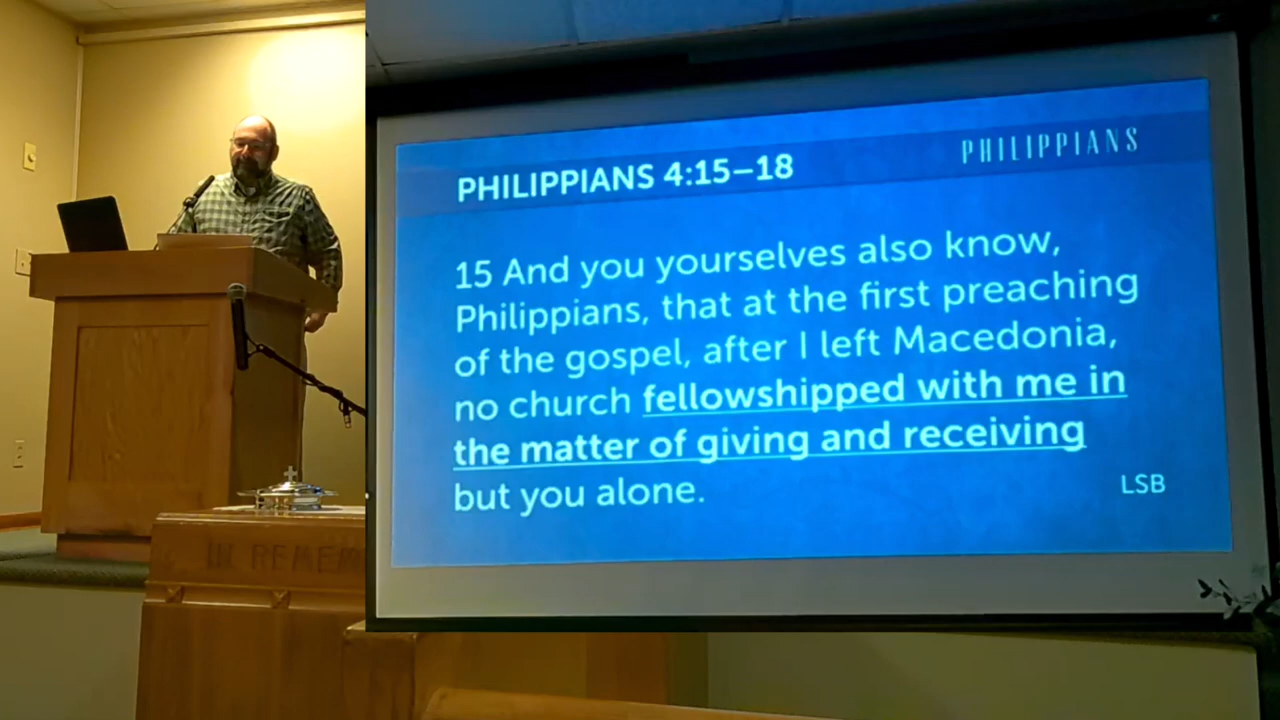 PHILIPPIANS 4:15–18
PHILIPPIANS
15 And you yourselves also know,
Philippians, that at the first preaching
of the gospel, after I left Macedonia,
no church fellowshipped with me in
the matter of giving and receiving
but you alone.
LSB
IN REMEM